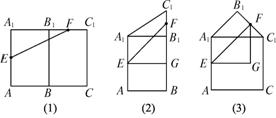 A₁ B₁ F C₁
E
A B C
(1)
C₁
F
A₁ B₁
E G
A B
(2)
B₁
F
A₁ C₁
E G
A C
(3)